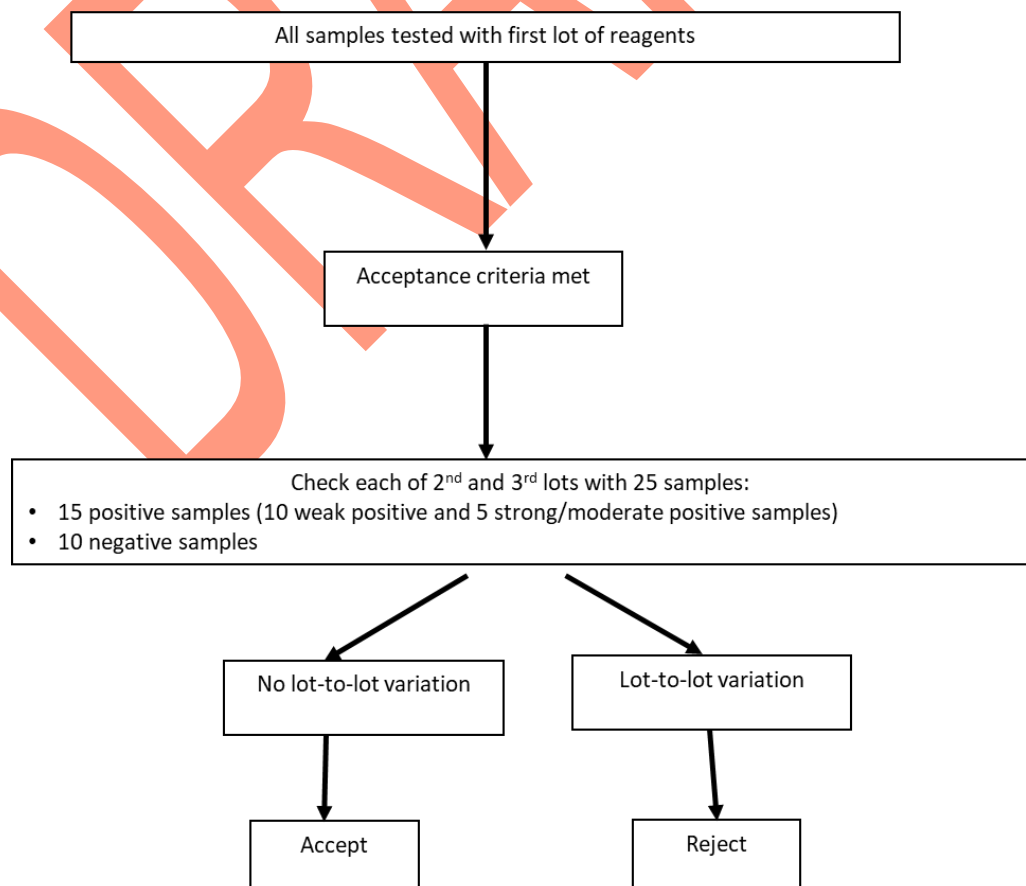 All samples tested with first lot of reagents
Acceptance criteria met
Check each of 2nd and 3rd lots with 25 samples:
• 15 positive samples (10 weak positive and 5 strong/moderate positive samples)
• 10 negative samples
No lot-to-lot variation
Lot-to-lot variation
Accept
Reject